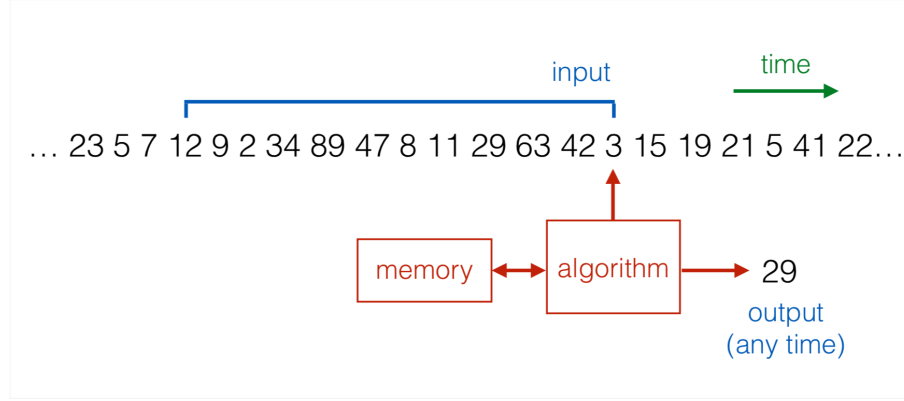 time
input
… 23 5 7 12 9 2 34 89 47 8 11 29 63 42 3 15 19 21 5 41 22…
memory
algorithm
29
output
(any time)